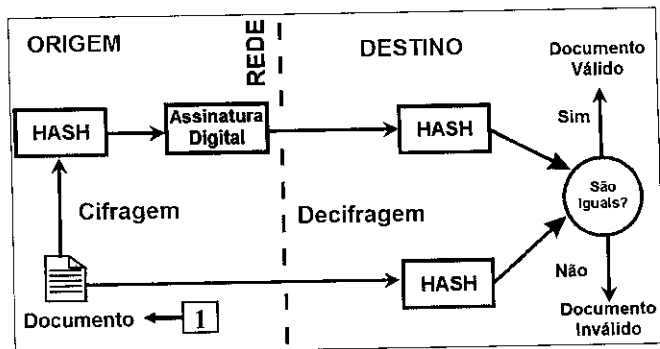 ORIGEM
REDE
DESTINO
Documento
Válido
HASH
Assinatura
Digital
HASH
Sim
São
Iguais?
Cifragem
Decifragem
HASH
Não
Documento
1
Documento
Inválido